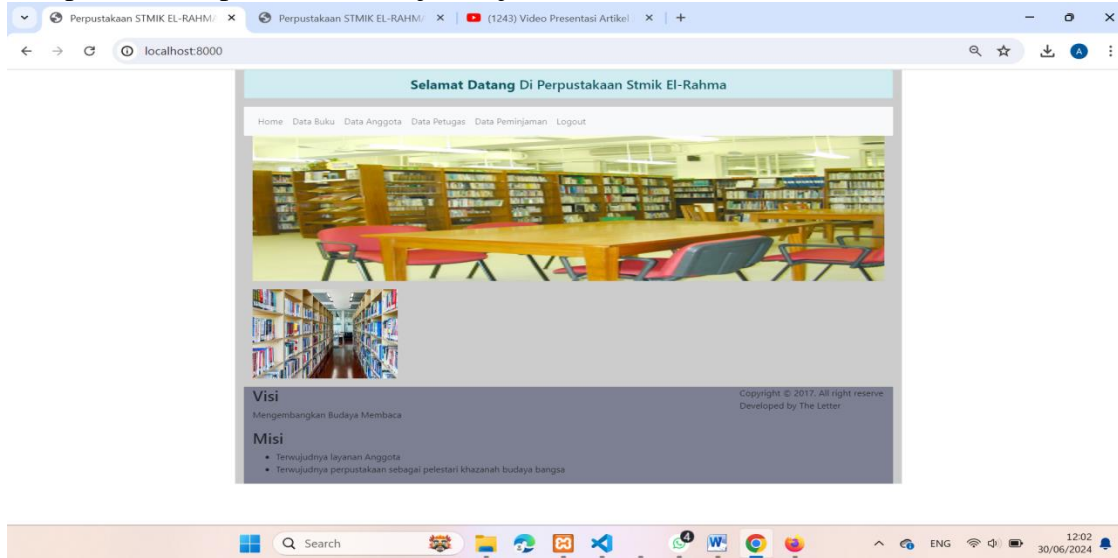 Perpustakaan STMIK EL-RAHM
Perpustakaan STMIK EL-RAHM
(1243) Video Presentasi Artikel
localhost:8000
A
Selamat Datang Di Perpustakaan Stmik El-Rahma
Home Data Buku Data Anggota Data Petugas Data Peminjaman Logout
Visi
Copyright © 2017. All right reserve
Developed by The Letter
Mengembangkan Budaya Membaca
Misi
Terwujudnya layanan Anggota
Terwujudnya perpustakaan sebagai pelestari khazanah budaya bangsa
Search
4
ENG
12:02
30/06/2024